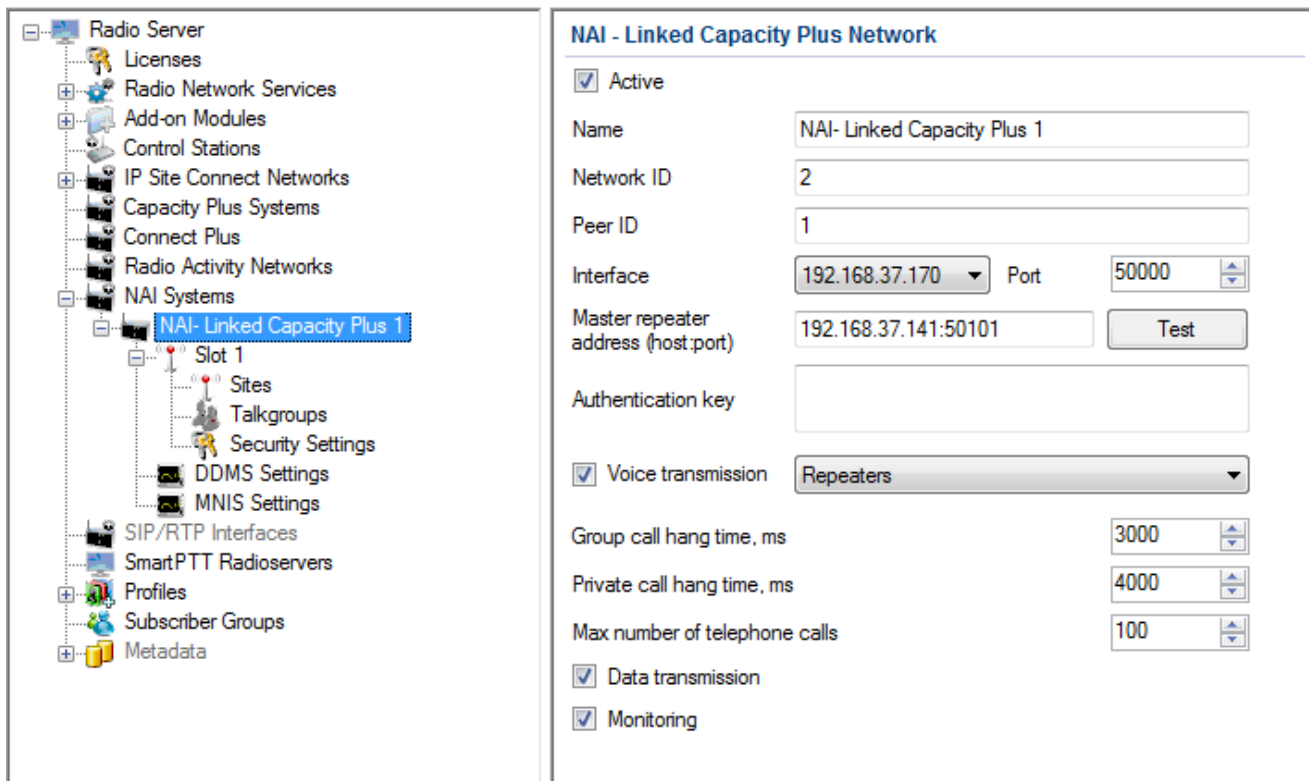 Radio Server
Licenses
Radio Network Services
Add-on Modules
Control Stations
IP Site Connect Networks
Capacity Plus Systems
Connect Plus
Radio Activity Networks
NAI Systems
NAI- Linked Capacity Plus 1
Slot 1
Sites
Talkgroups
Security Settings
DDMS Settings
MNIS Settings
SIP/RTP Interfaces
SmartPTT Radioservers
Profiles
Subscriber Groups
Metadata
NAI - Linked Capacity Plus Network
Active
Name NAI- Linked Capacity Plus 1
Network ID 2
Peer ID 1
Interface 192.168.37.170 Port 50000
Master repeater
address (host:port) 192.168.37.141:50101 Test
Authentication key
Voice transmission Repeaters
Group call hang time, ms 3000
Private call hang time, ms 4000
Max number of telephone calls 100
Data transmission
Monitoring